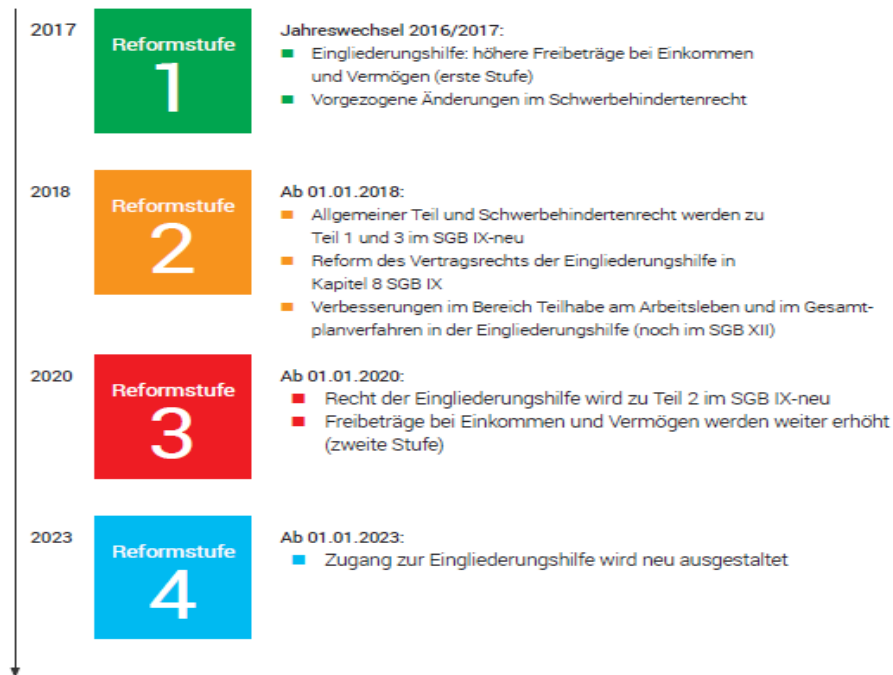 2017
Reformstufe
1
Jahreswechsel 2016/2017:
Eingliederungshilfe: höhere Freibeträge bei Einkommen
und Vermögen (erste Stufe)
Vorgezogene Änderungen im Schwerbehindertenrecht
2018
Reformstufe
2
Ab 01.01.2018:
Allgemeiner Teil und Schwerbehindertenrecht werden zu
Teil 1 und 3 im SGB IX-neu
Reform des Vertragsrechts der Eingliederungshilfe in
Kapitel 8 SGB IX
Verbesserungen im Bereich Teilhabe am Arbeitsleben und im Gesamt-
planverfahren in der Eingliederungshilfe (noch im SGB XII)
2020
Reformstufe
3
Ab 01.01.2020:
Recht der Eingliederungshilfe wird zu Teil 2 im SGB IX-neu
Freibeträge bei Einkommen und Vermögen werden weiter erhöht
(zweite Stufe)
2023
Reformstufe
4
Ab 01.01.2023:
Zugang zur Eingliederungshilfe wird neu ausgestaltet